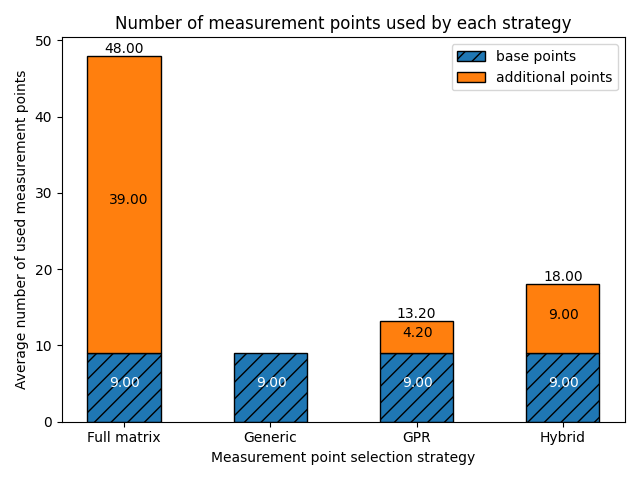 Number of measurement points used by each strategy
Average number of used measurement points
50
40
30
20
10
0
base points
additional points
48.00
39.00
9.00
9.00
13.20
4.20
9.00
18.00
9.00
9.00
Full matrix
Generic
GPR
Hybrid
Measurement point selection strategy